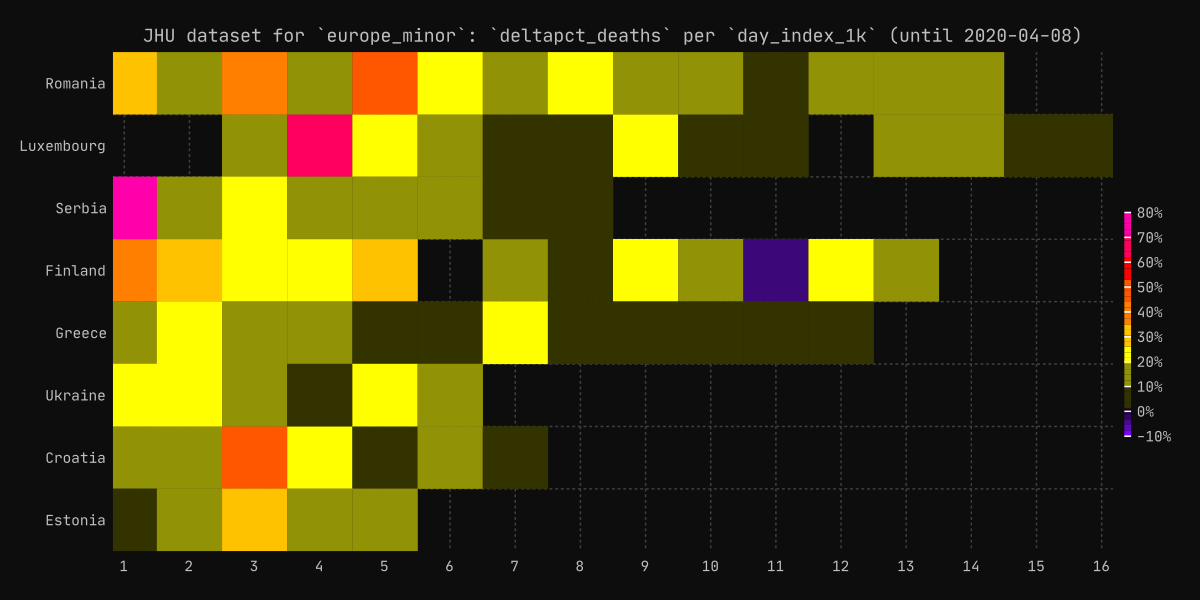 JHU dataset for `europe_minor`: `deltapct_deaths` per `day_index_1k` (until 2020-04-08)
Romania
Luxembourg
Serbia
Finland
Greece
Ukraine
Croatia
Estonia
1 2 3 4 5 6 7 8 9 10 11 12 13 14 15 16
80%
70%
60%
50%
40%
30%
20%
10%
0%
-10%